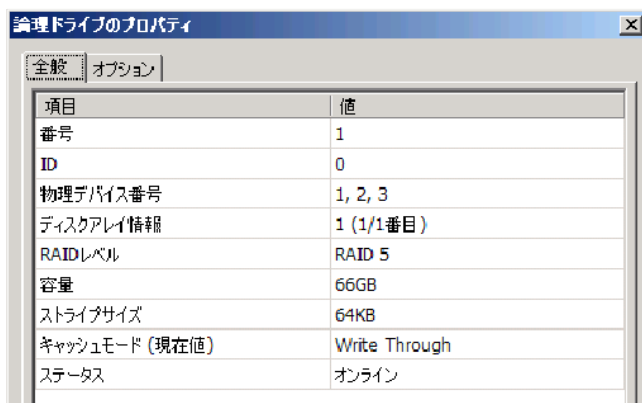 論理ドライブのプロパティ
全般 オプション
項目 値
番号 1
ID 0
物理デバイス番号 1, 2, 3
ディスクアレイ情報 1 (1/1番目)
RAIDレベル RAID 5
容量 66GB
ストライプサイズ 64KB
キャッシュモード (現在値) Write Through
ステータス オンライン